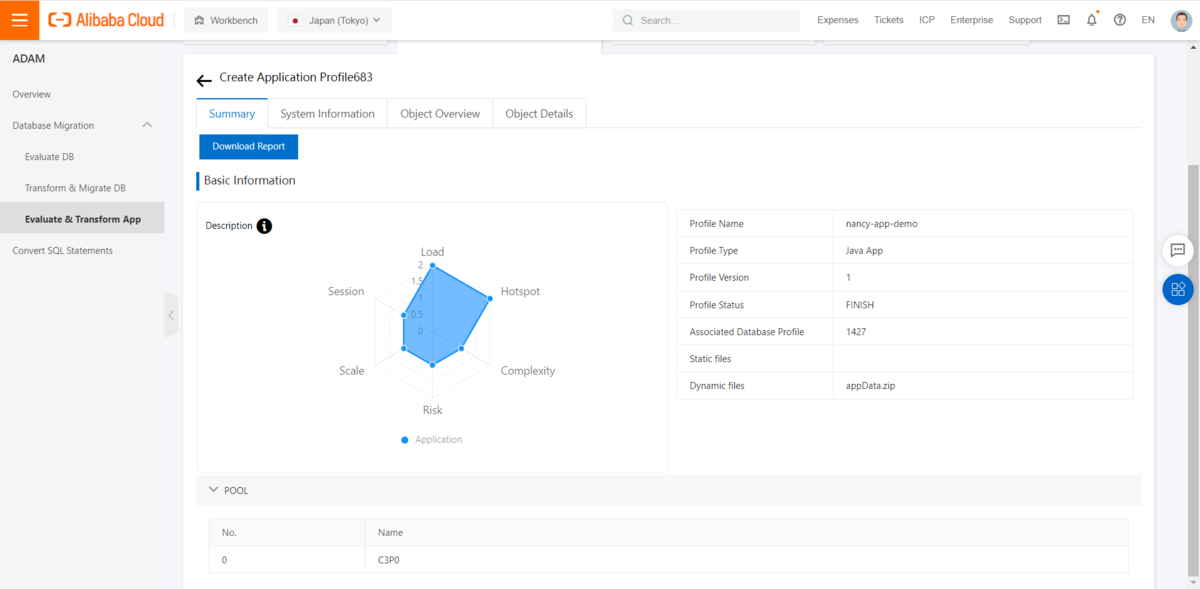 Alibaba Cloud
Workbench
Japan (Tokyo)
Search...
Expenses
Tickets
ICP
Enterprise
Support
EN
ADAM
Overview
Database Migration
Evaluate DB
Transform & Migrate DB
Evaluate & Transform App
Convert SQL Statements
Create Application Profile683
Summary
System Information
Object Overview
Object Details
Download Report
Basic Information
Description
Load
2
1.5
1
0.5
0
Hotspot
Complexity
Risk
Scale
Session
Application
Profile Name nancy-app-demo
Profile Type Java App
Profile Version 1
Profile Status FINISH
Associated Database Profile 1427
Static files
Dynamic files appData.zip
POOL
No. Name
0 C3P0